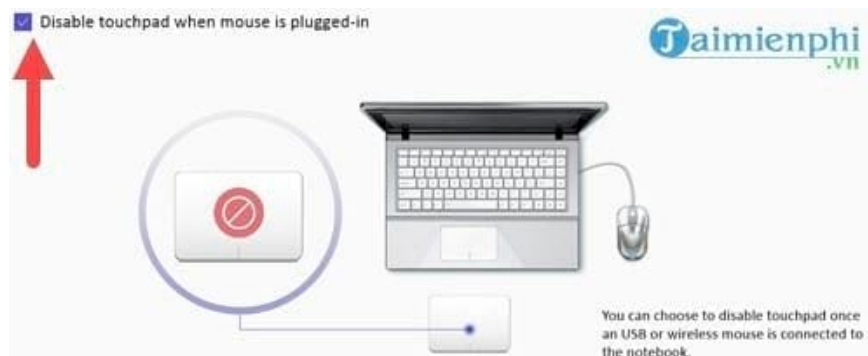 Disable touchpad when mouse is plugged-in
Taimienphi
.vn
You can choose to disable touchpad once
an USB or wireless mouse is connected to
the notebook.